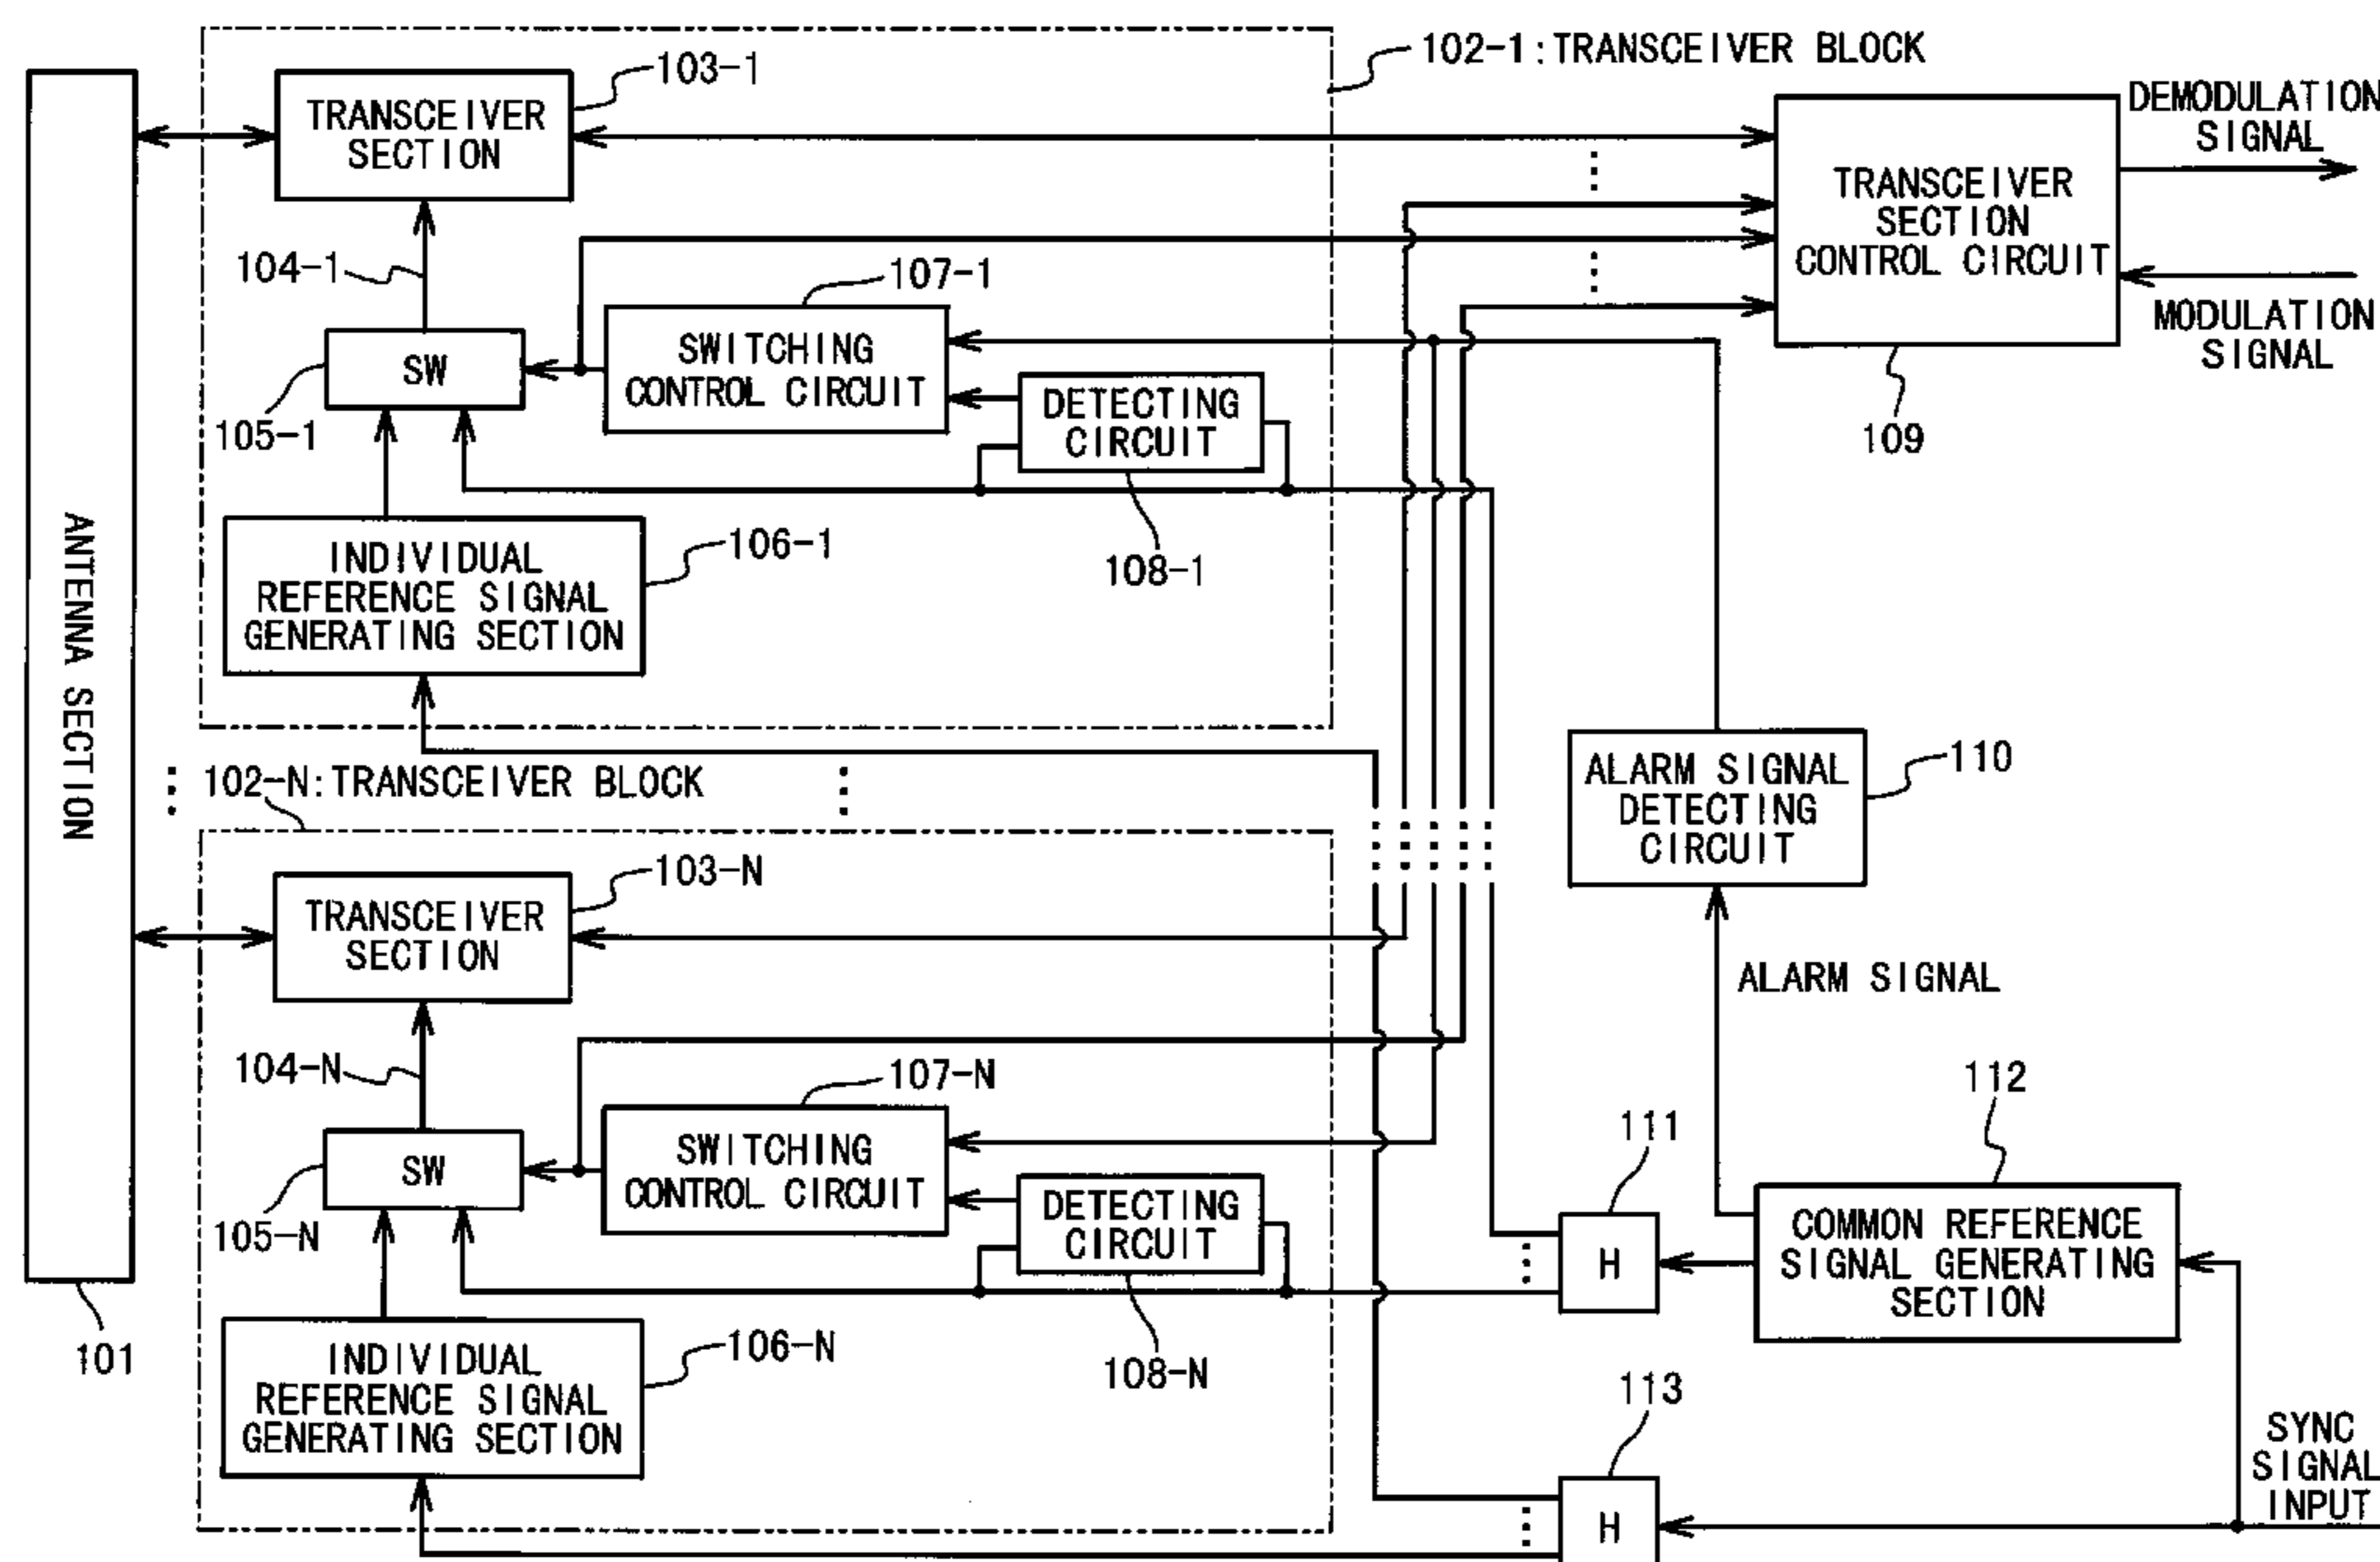 102-1:TRANSCEIVER BLOCK
103-1
TRANSCEIVER
SECTION
DEMODULATION
SIGNAL
TRANSCEIVER
SECTION
CONTROL CIRCUIT
104-1
107-1
MODULATION
SIGNAL
SW
SWITCHING
CONTROL CIRCUIT
DETECTING
CIRCUIT
105-1
109
ANTENNA SECTION
INDIVIDUAL
REFERENCE SIGNAL
GENERATING SECTION
106-1
108-1
102-N:TRANSCEIVER BLOCK
ALARM SIGNAL
DETECTING
CIRCUIT
110
103-N
TRANSCEIVER
SECTION
ALARM SIGNAL
104-N
107-N
112
111
SW
SWITCHING
CONTROL CIRCUIT
DETECTING
CIRCUIT
105-N
H
COMMON REFERENCE
SIGNAL GENERATING
SECTION
101
INDIVIDUAL
REFERENCE SIGNAL
GENERATING SECTION
106-N
108-N
113
H
SYNC
SIGNAL
INPUT